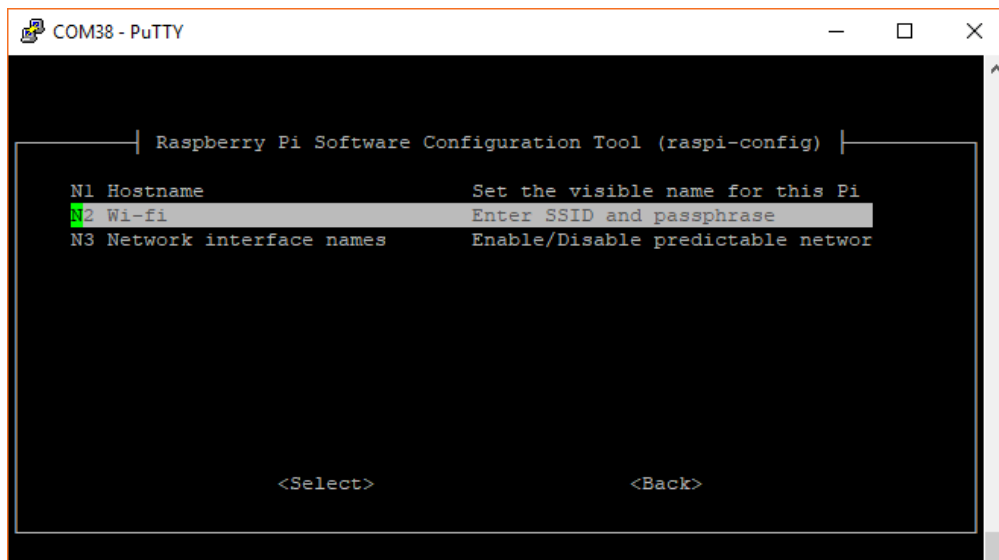 COM38 - PuTTY
Raspberry Pi Software Configuration Tool (raspi-config)
N1 Hostname Set the visible name for this Pi
N2 Wi-fi Enter SSID and passphrase
N3 Network interface names Enable/Disable predictable networ
<Select> <Back>